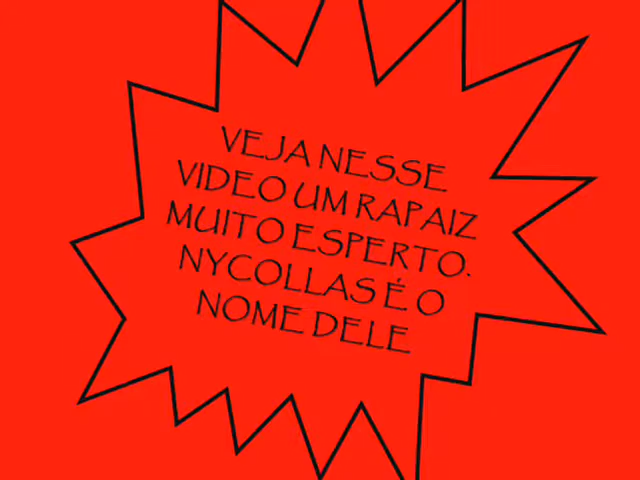 VEJA NESSE
VIDEO UM RAPAIZ
MUITO ESPERTO.
NYCOLLAS É O
NOME DELE